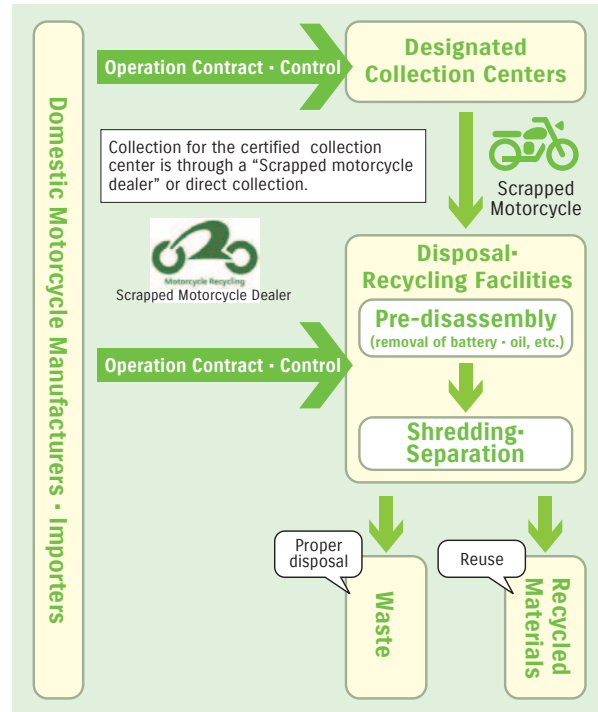 Domestic Motorcycle Manufacturers · Importers
Operation Contract · Control
Designated
Collection Centers
Collection for the certified collection
center is through a “Scrapped motorcycle
dealer” or direct collection.
Scrapped
Motorcycle
Motorcycle Recycling
Scrapped Motorcycle Dealer
Disposal·
Recycling Facilities
Pre-disassembly
(removal of battery · oil, etc.)
Operation Contract · Control
Shredding·
Separation
Proper
disposal
Waste
Reuse
Recycled
Materials